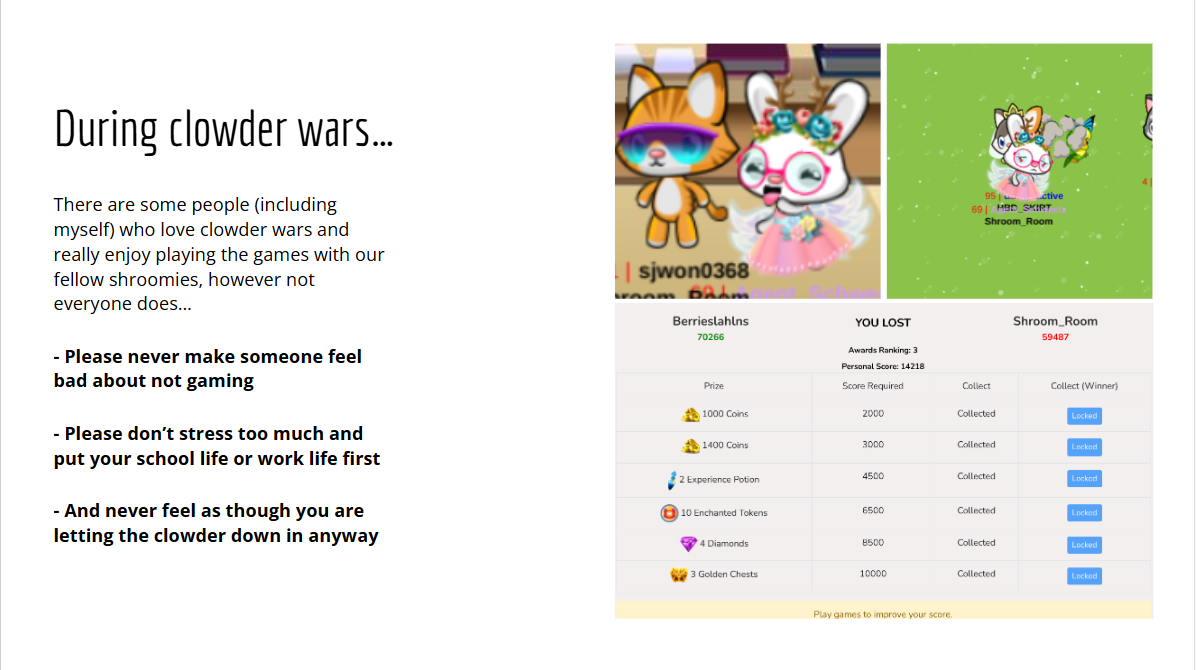 During clowder wars...
There are some people (including
myself) who love clowder wars and
really enjoy playing the games with our
fellow shroomies, however not
everyone does...
- Please never make someone feel
bad about not gaming
- Please don’t stress too much and
put your school life or work life first
- And never feel as though you are
letting the clowder down in anyway
| sjwon0368
69 |
95 |
69 | HBD_SKIRT
Shroom_Room
4 |
Berrieslahlns YOU LOST Shroom_Room
70266 59487
Awards Ranking: 3
Personal Score: 14218
Prize Score Required Collect Collect (Winner)
1000 Coins 2000 Collected Locked
1400 Coins 3000 Collected Locked
2 Experience Potion 4500 Collected Locked
10 Enchanted Tokens 6500 Collected Locked
4 Diamonds 8500 Collected Locked
3 Golden Chests 10000 Collected Locked
Play games to improve your score.